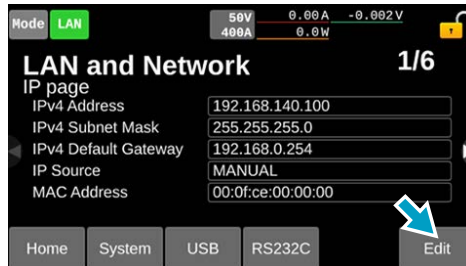 Mode LAN 50V 0.00A -0.002V
400A 0.0W
LAN and Network 1/6
IP page
IPv4 Address 192.168.140.100
IPv4 Subnet Mask 255.255.255.0
IPv4 Default Gateway 192.168.0.254
IP Source MANUAL
MAC Address 00:0f:ce:00:00:00
Home System USB RS232C Edit